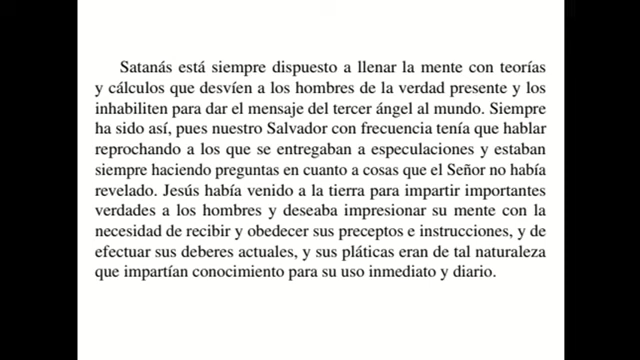 Satanás está siempre dispuesto a llenar la mente con teorías
y cálculos que desvíen a los hombres de la verdad presente y los
inhabiliten para dar el mensaje del tercer ángel al mundo. Siempre
ha sido así, pues nuestro Salvador con frecuencia tenía que hablar
reprochando a los que se entregaban a especulaciones y estaban
siempre haciendo preguntas en cuanto a cosas que el Señor no había
revelado. Jesús había venido a la tierra para impartir importantes
verdades a los hombres y deseaba impresionar su mente con la
necesidad de recibir y obedecer sus preceptos e instrucciones, y de
efectuar sus deberes actuales, y sus pláticas eran de tal naturaleza
que impartían conocimiento para su uso inmediato y diario.